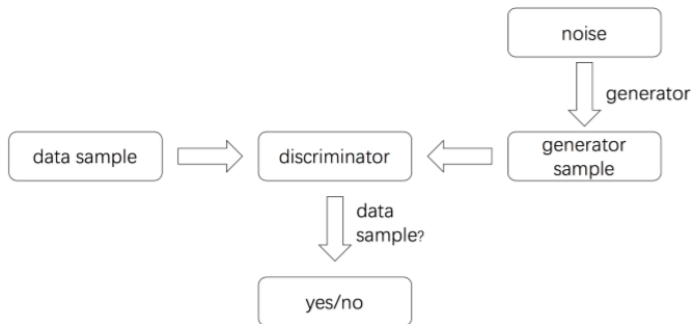 noise
generator
data sample
discriminator
generator
sample
data
sample?
yes/no